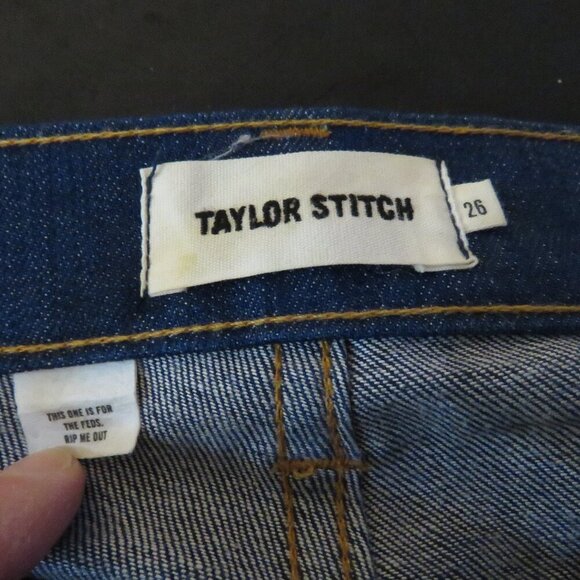 TAYLOR STITCH
26
THIS ONE IS FOR
THE FEDS.
RIP ME OUT